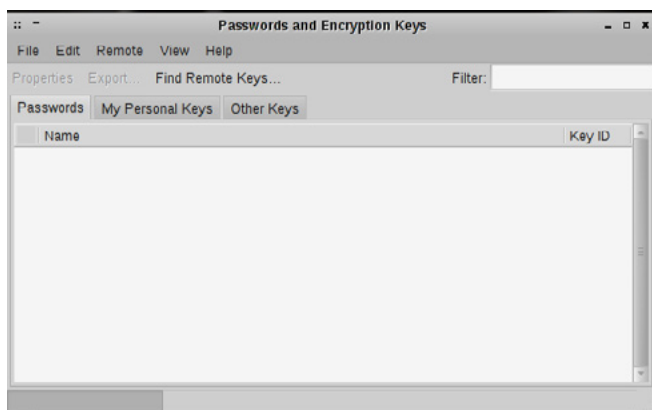 Passwords and Encryption Keys
File Edit Remote View Help
Properties Export... Find Remote Keys... Filter:
Passwords My Personal Keys Other Keys
Name Key ID